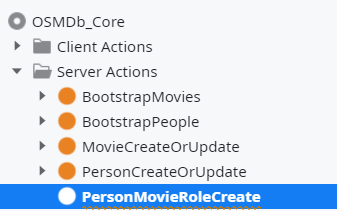 OSMDb_Core
Client Actions
Server Actions
BootstrapMovies
BootstrapPeople
MovieCreateOrUpdate
PersonCreateOrUpdate
PersonMovieRoleCreate